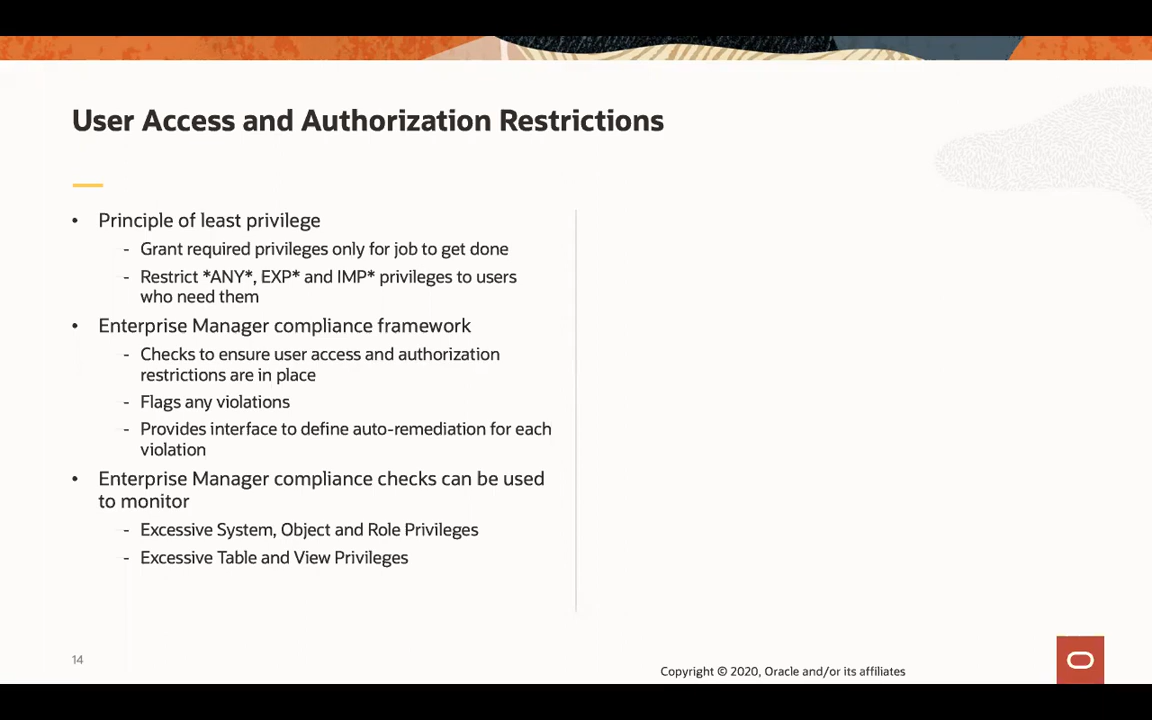 User Access and Authorization Restrictions
• Principle of least privilege
- Grant required privileges only for job to get done
- Restrict *ANY*, EXP* and IMP* privileges to users
who need them
• Enterprise Manager compliance framework
- Checks to ensure user access and authorization
restrictions are in place
- Flags any violations
- Provides interface to define auto-remediation for each
violation
• Enterprise Manager compliance checks can be used
to monitor
- Excessive System, Object and Role Privileges
- Excessive Table and View Privileges
14
Copyright © 2020, Oracle and/or its affiliates